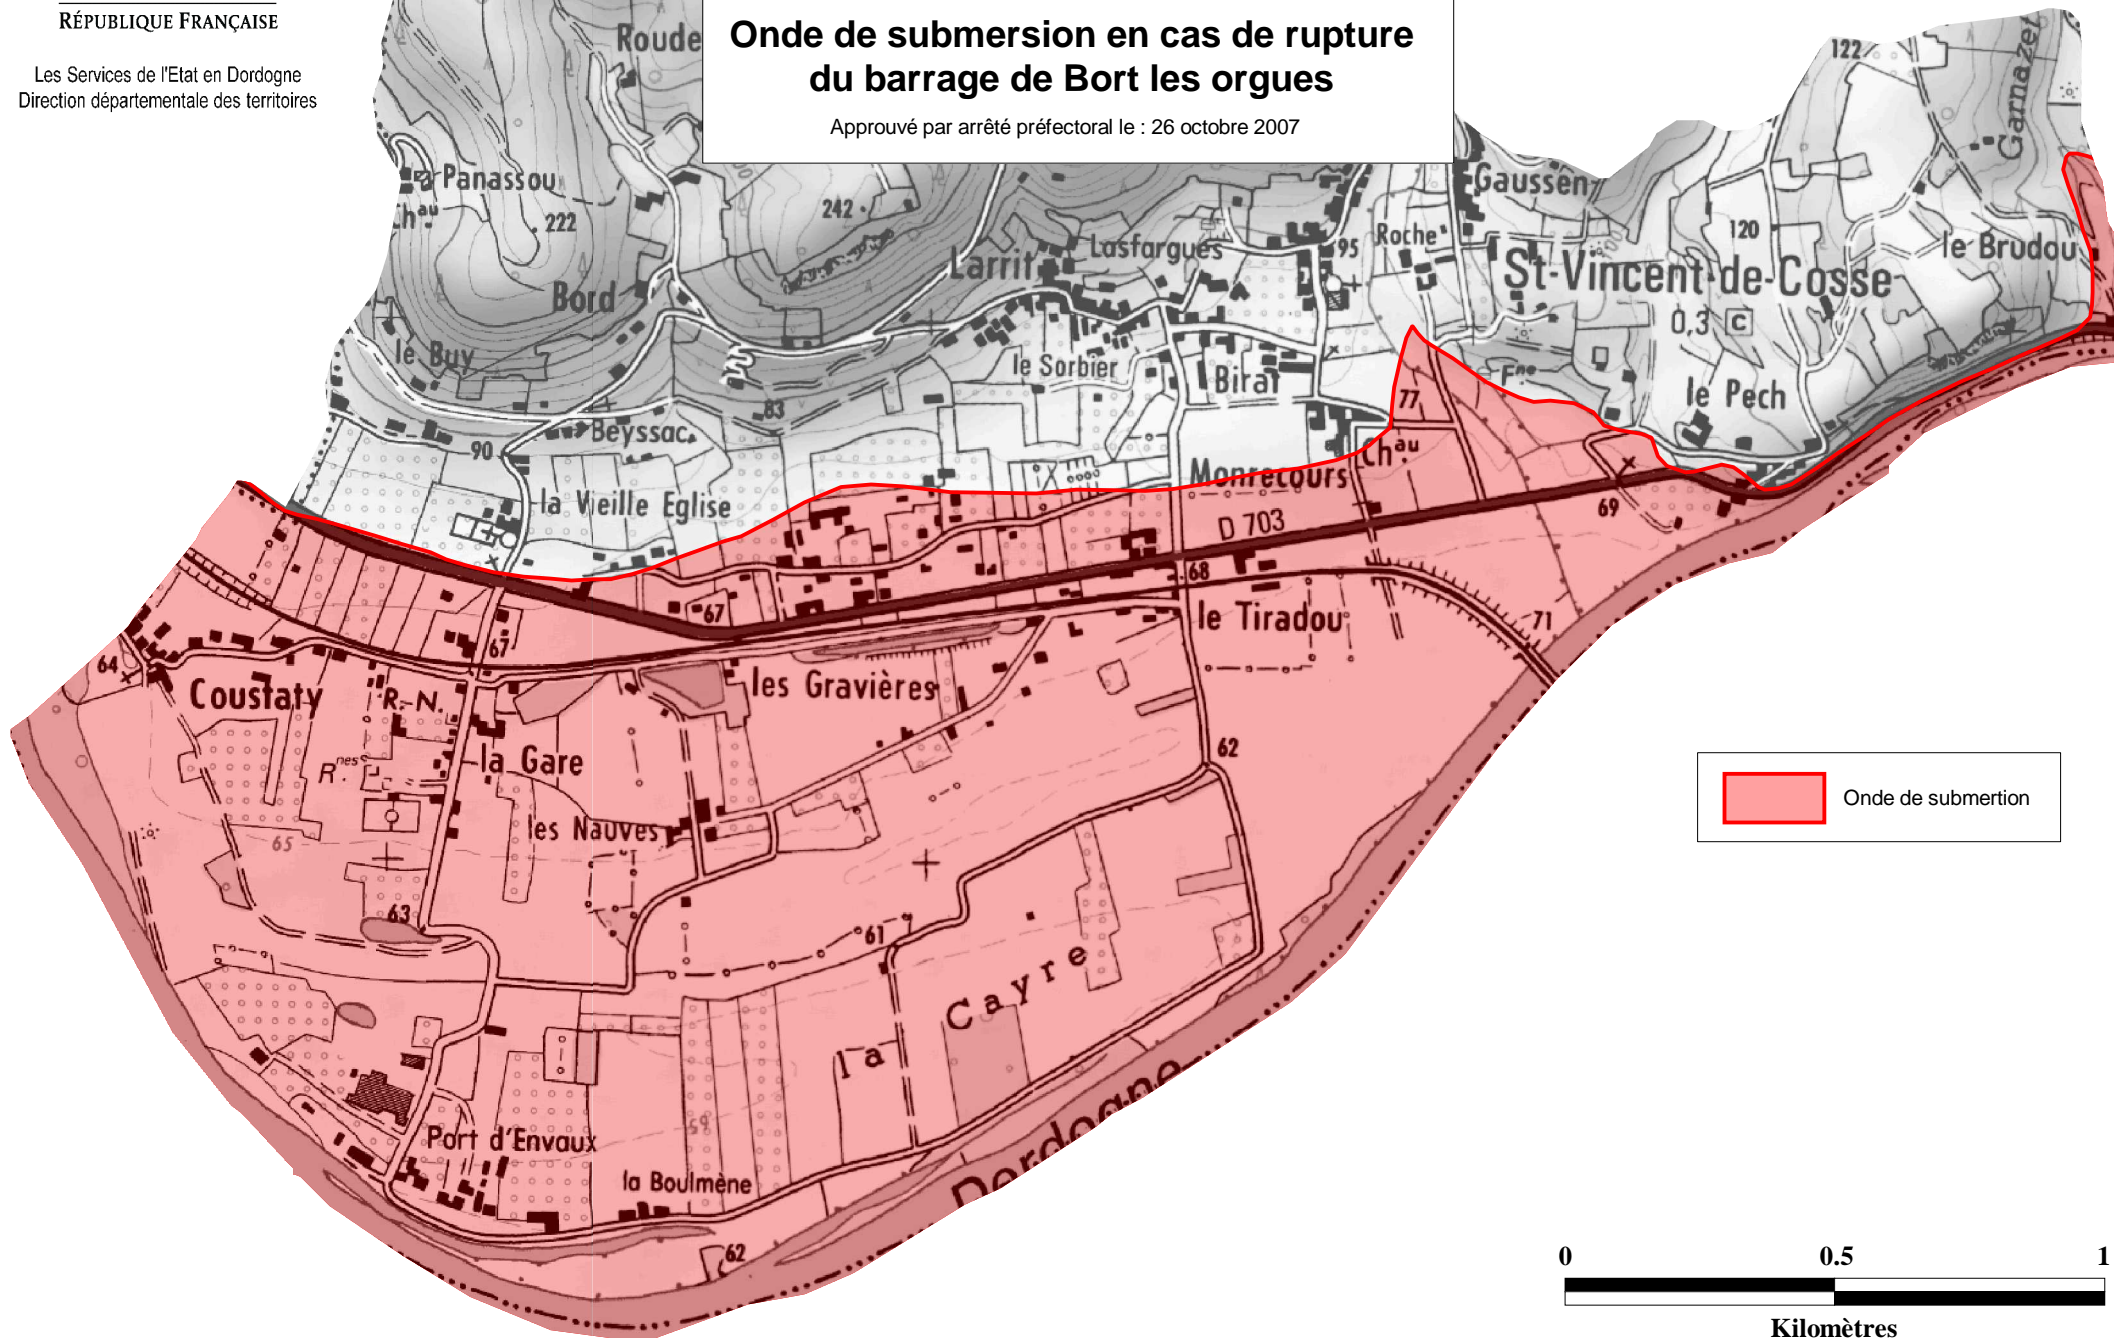 RÉPUBLIQUE FRANÇAISE
Les Services de l'Etat en Dordogne
Direction départementale des territoires
Onde de submersion en cas de rupture
du barrage de Bort les orgues
Approuvé par arrêté préfectoral le : 26 octobre 2007
Roude
122
Garnazet
Panassou
Chau
222
242
Gaussen
Larrit
Lasfargues
95
Roche
120
le Brudou
St-Vincent-de-Cosse
Bord
0,3 C
le Buy
le Sorbier
Birat
Fne
77
le Pech
83
Beyssac
90
Monrecours
Chau
la Vieille Eglise
D 703
69
68
67
le Tiradou
71
67
64
Coustaty
R.-N.
les Gravières
62
Rnes
la Gare
les Nauves
65
63
61
la Cayre
Port d'Envaux
59
la Boulmène
Dordogne
62
Onde de submertion
0 0.5 1
Kilomètres